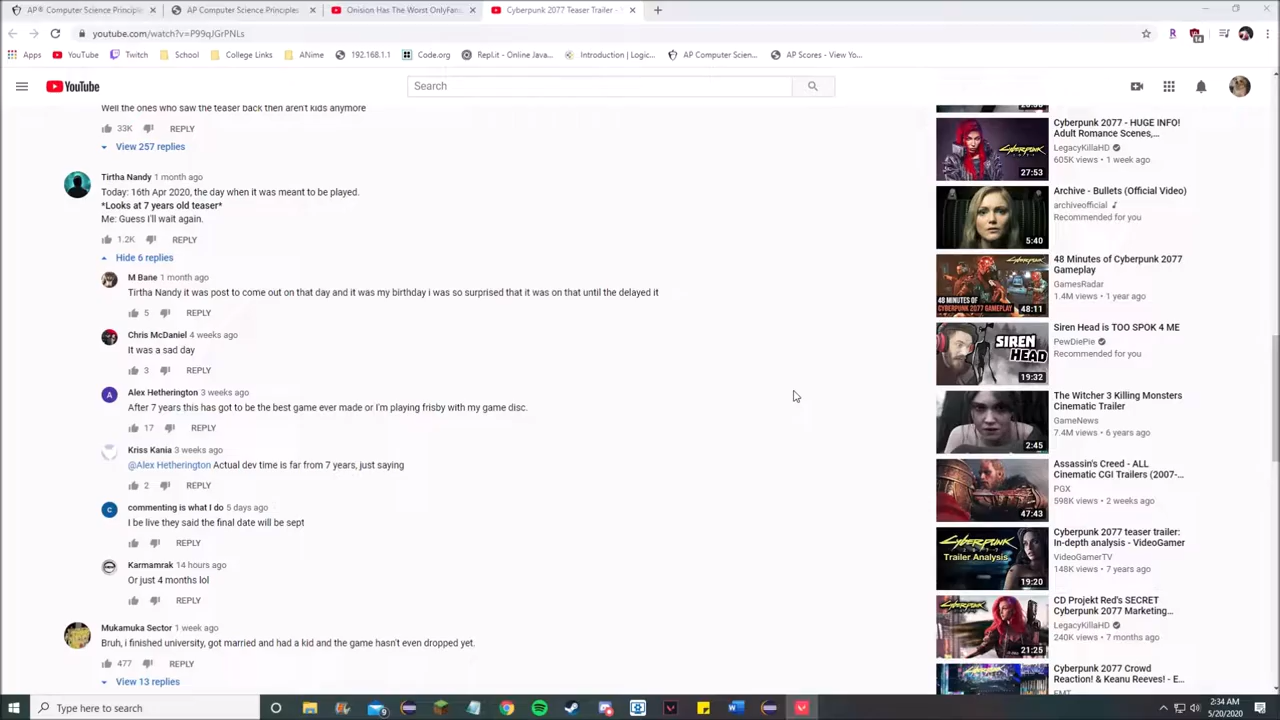 AP® Computer Science Principle
AP Computer Science Principles
Onision Has The Worst OnlyFan
Cyberpunk 2077 Teaser Trailer -
youtube.com/watch?v=P99qJGrPNLs
Apps
YouTube
Twitch
School
College Links
ANime
192.168.1.1
Code.org
Repl.it - Online Java...
Introduction | Logic...
AP Computer Scien...
AP Scores - View Yo...
YouTube
Search
Well the ones who saw the teaser back then aren't kids anymore
33K REPLY
View 257 replies
Tirtha Nandy 1 month ago
Today: 16th Apr 2020, the day when it was meant to be played.
*Looks at 7 years old teaser*
Me: Guess I'll wait again.
1.2K REPLY
Hide 6 replies
M Bane 1 month ago
Tirtha Nandy it was post to come out on that day and it was my birthday i was so surprised that it was on that until the delayed it
5 REPLY
Chris McDaniel 4 weeks ago
It was a sad day
3 REPLY
Alex Hetherington 3 weeks ago
After 7 years this has got to be the best game ever made or I'm playing frisby with my game disc.
17 REPLY
Kriss Kania 3 weeks ago
@Alex Hetherington Actual dev time is far from 7 years, just saying
2 REPLY
commenting is what I do 5 days ago
I be live they said the final date will be sept
REPLY
Karmamrak 14 hours ago
Or just 4 months lol
REPLY
Mukamuka Sector 1 week ago
Bruh, i finished university, got married and had a kid and the game hasn't even dropped yet.
477 REPLY
View 13 replies
Cyberpunk 2077 - HUGE INFO!
Adult Romance Scenes,...
LegacyKillaHD
605K views • 1 week ago
CYBERPUNK
27:53
Archive - Bullets (Official Video)
archiveofficial
Recommended for you
5:40
48 Minutes of Cyberpunk 2077
Gameplay
GamesRadar
1.4M views • 1 year ago
CYBERPUNK
48 MINUTES OF
CYBERPUNK 2077 GAMEPLAY
48:11
Siren Head is TOO SPOK 4 ME
PewDiePie
Recommended for you
SIREN
HEAD
19:32
The Witcher 3 Killing Monsters
Cinematic Trailer
GameNews
7.4M views • 6 years ago
2:45
Assassin's Creed - ALL
Cinematic CGI Trailers (2007-...
PGX
598K views • 2 weeks ago
47:43
Cyberpunk 2077 teaser trailer:
In-depth analysis - VideoGamer
VideoGamerTV
148K views • 7 years ago
CYBERPUNK
2077
Trailer Analysis
19:20
CD Projekt Red's SECRET
Cyberpunk 2077 Marketing...
LegacyKillaHD
240K views • 7 months ago
CYBERPUNK
21:25
Cyberpunk 2077 Crowd
Reaction! & Keanu Reeves! - E...
Type here to search
2:34 AM
5/20/2020